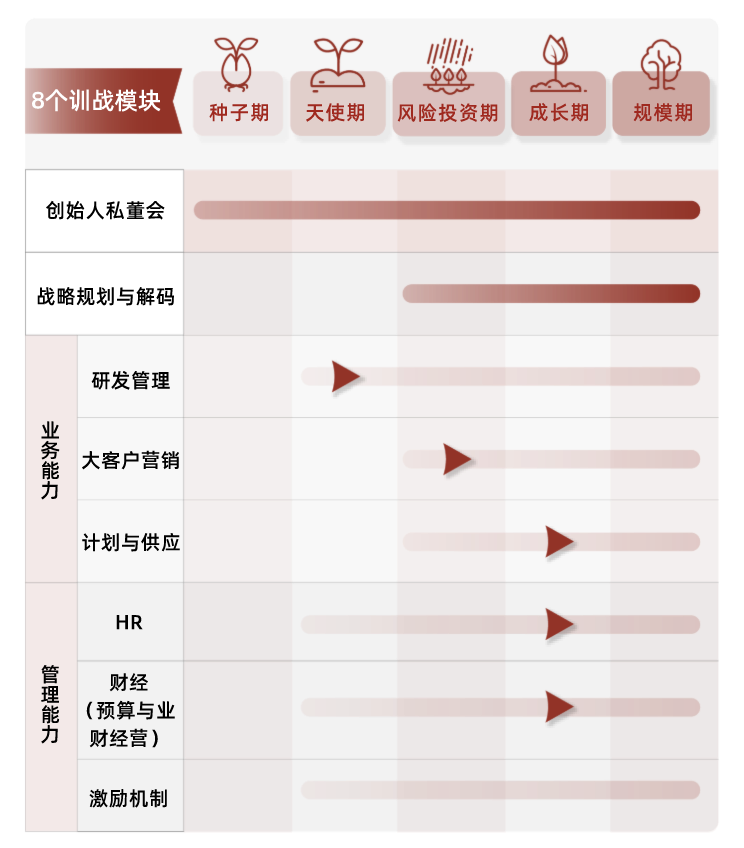 8个训战模块
种子期
天使期
风险投资期
成长期
规模期
创始人私董会
战略规划与解码
业务能力
研发管理
大客户营销
计划与供应
管理能力
HR
财经
（预算与业
财经营）
激励机制